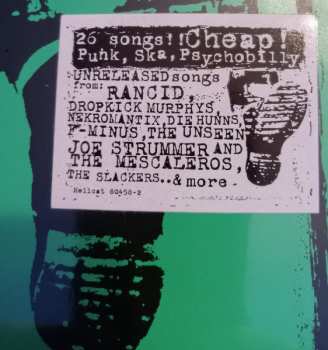 26 songs!!Cheap!
Punk, Ska, Psychobilly
UNRELEASED songs
from: RANCID,
DROPKICK MURPHYS,
NEKROMANTIX, DIE HUNNS,
F-MINUS, THE UNSEEN
JOE STRUMMER AND
THE MESCALEROS,
THE SLACKERS..& more
Hellcat 80458-2